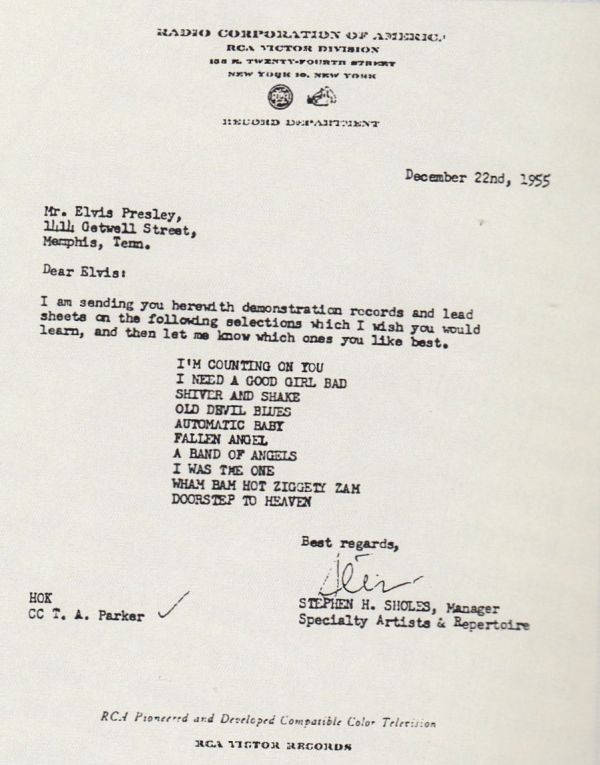 RADIO CORPORATION OF AMERICA
RCA VICTOR DIVISION
155 E. TWENTY-FOURTH STREET
NEW YORK 10, NEW YORK
RECORD DEPARTMENT
December 22nd, 1955
Mr. Elvis Presley,
1414 Getwell Street,
Memphis, Tenn.
Dear Elvis:
I am sending you herewith demonstration records and lead
sheets on the following selections which I wish you would
learn, and then let me know which ones you like best.
I'M COUNTING ON YOU
I NEED A GOOD GIRL BAD
SHIVER AND SHAKE
OLD DEVIL BLUES
AUTOMATIC BABY
FALLEN ANGEL
A BAND OF ANGELS
I WAS THE ONE
WHAM BAM HOT ZIGGETY ZAM
DOORSTEP TO HEAVEN
Best regards,
Steve
STEPHEN H. SHOLES, Manager
Specialty Artists & Repertoire
HOK
CC T. A. Parker
RCA Pioneered and Developed Compatible Color Television
RCA VICTOR RECORDS